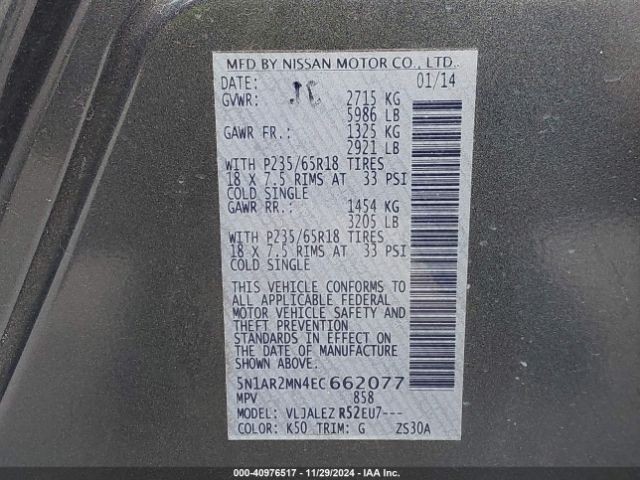 MFD BY NISSAN MOTOR CO., LTD.
DATE: 01/14
GVWR: 2715 KG
5986 LB
GAWR FR.: 1325 KG
2921 LB
WITH P235/65R18 TIRES
18 X 7.5 RIMS AT 33 PSI
COLD SINGLE
GAWR RR.: 1454 KG
3205 LB
WITH P235/65R18 TIRES
18 X 7.5 RIMS AT 33 PSI
COLD SINGLE
THIS VEHICLE CONFORMS TO
ALL APPLICABLE FEDERAL
MOTOR VEHICLE SAFETY AND
THEFT PREVENTION
STANDARDS IN EFFECT ON
THE DATE OF MANUFACTURE
SHOWN ABOVE.
5N1AR2MN4EC662077
MPV 858
MODEL: VLJALEZ R52EU7---
COLOR: K50 TRIM: G ZS30A
000-40976517 • 11/29/2024 • IAA Inc.